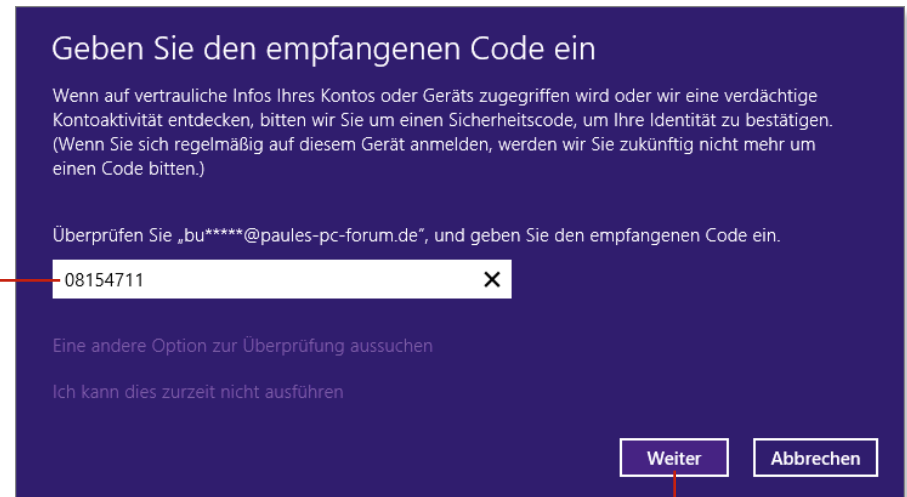 Geben Sie den empfangenen Code ein
Wenn auf vertrauliche Infos Ihres Kontos oder Geräts zugegriffen wird oder wir eine verdächtige
Kontoaktivität entdecken, bitten wir Sie um einen Sicherheitscode, um Ihre Identität zu bestätigen.
(Wenn Sie sich regelmäßig auf diesem Gerät anmelden, werden wir Sie zukünftig nicht mehr um
einen Code bitten.)
Überprüfen Sie „bu*****@paules-pc-forum.de", und geben Sie den empfangenen Code ein.
08154711
Eine andere Option zur Überprüfung aussuchen
Ich kann dies zurzeit nicht ausführen
Weiter Abbrechen